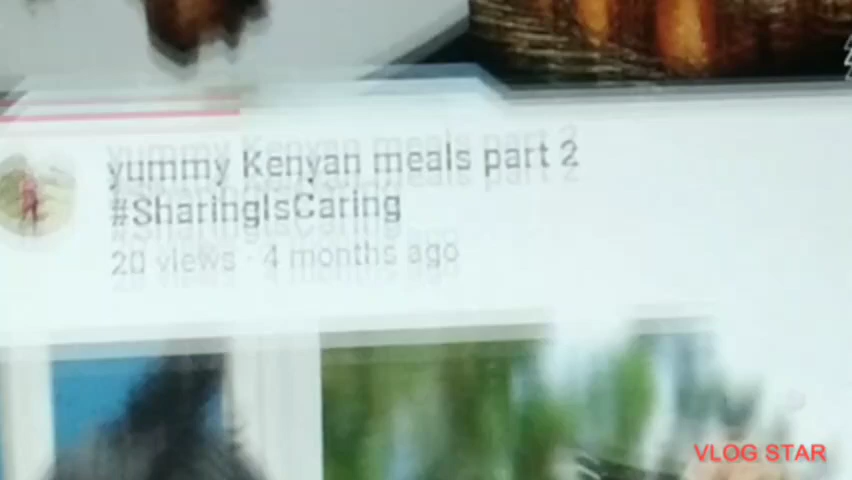 yummy Kenyan meals part 2
#SharingIsCaring
20 views · 4 months ago
VLOG STAR